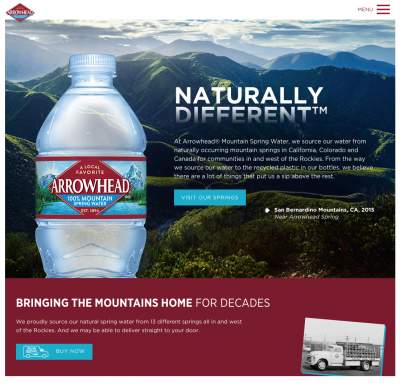 ARROWHEAD
MENU
NATURALLY
DIFFERENT™
At Arrowhead® Mountain Spring Water, we source our water from
naturally occurring mountain springs in California, Colorado and
Canada for communities in and west of the Rockies. From the way
we source our water to the recycled plastic in our bottles, we believe
there are a lot of things that put us a sip above the rest.
A LOCAL
FAVORITE
ARROWHEAD
100% MOUNTAIN
SPRING WATER
EST. 1894
VISIT OUR SPRINGS
San Bernardino Mountains, CA, 2015
Near Arrowhead Spring
BRINGING THE MOUNTAINS HOME FOR DECADES
We proudly source our natural spring water from 13 different springs all in and west
of the Rockies. And we may be able to deliver straight to your door.
BUY NOW